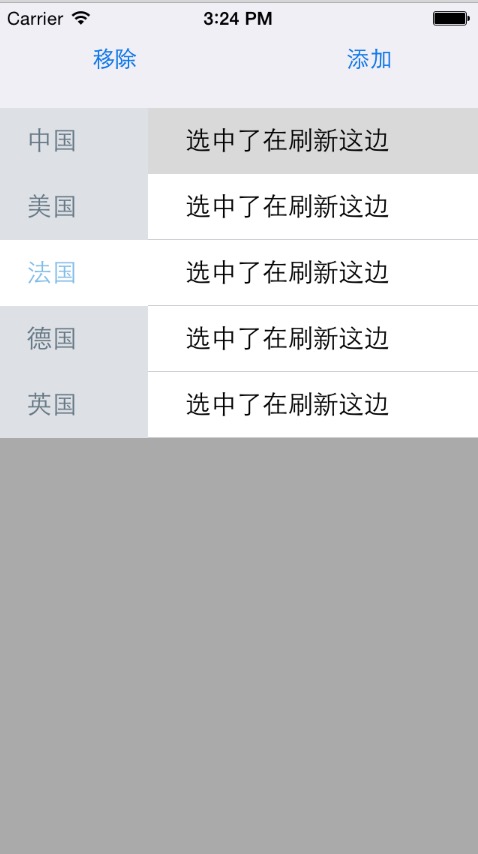 Carrier 3:24 PM
移除 添加
中国 选中了在刷新这边
美国 选中了在刷新这边
法国 选中了在刷新这边
德国 选中了在刷新这边
英国 选中了在刷新这边